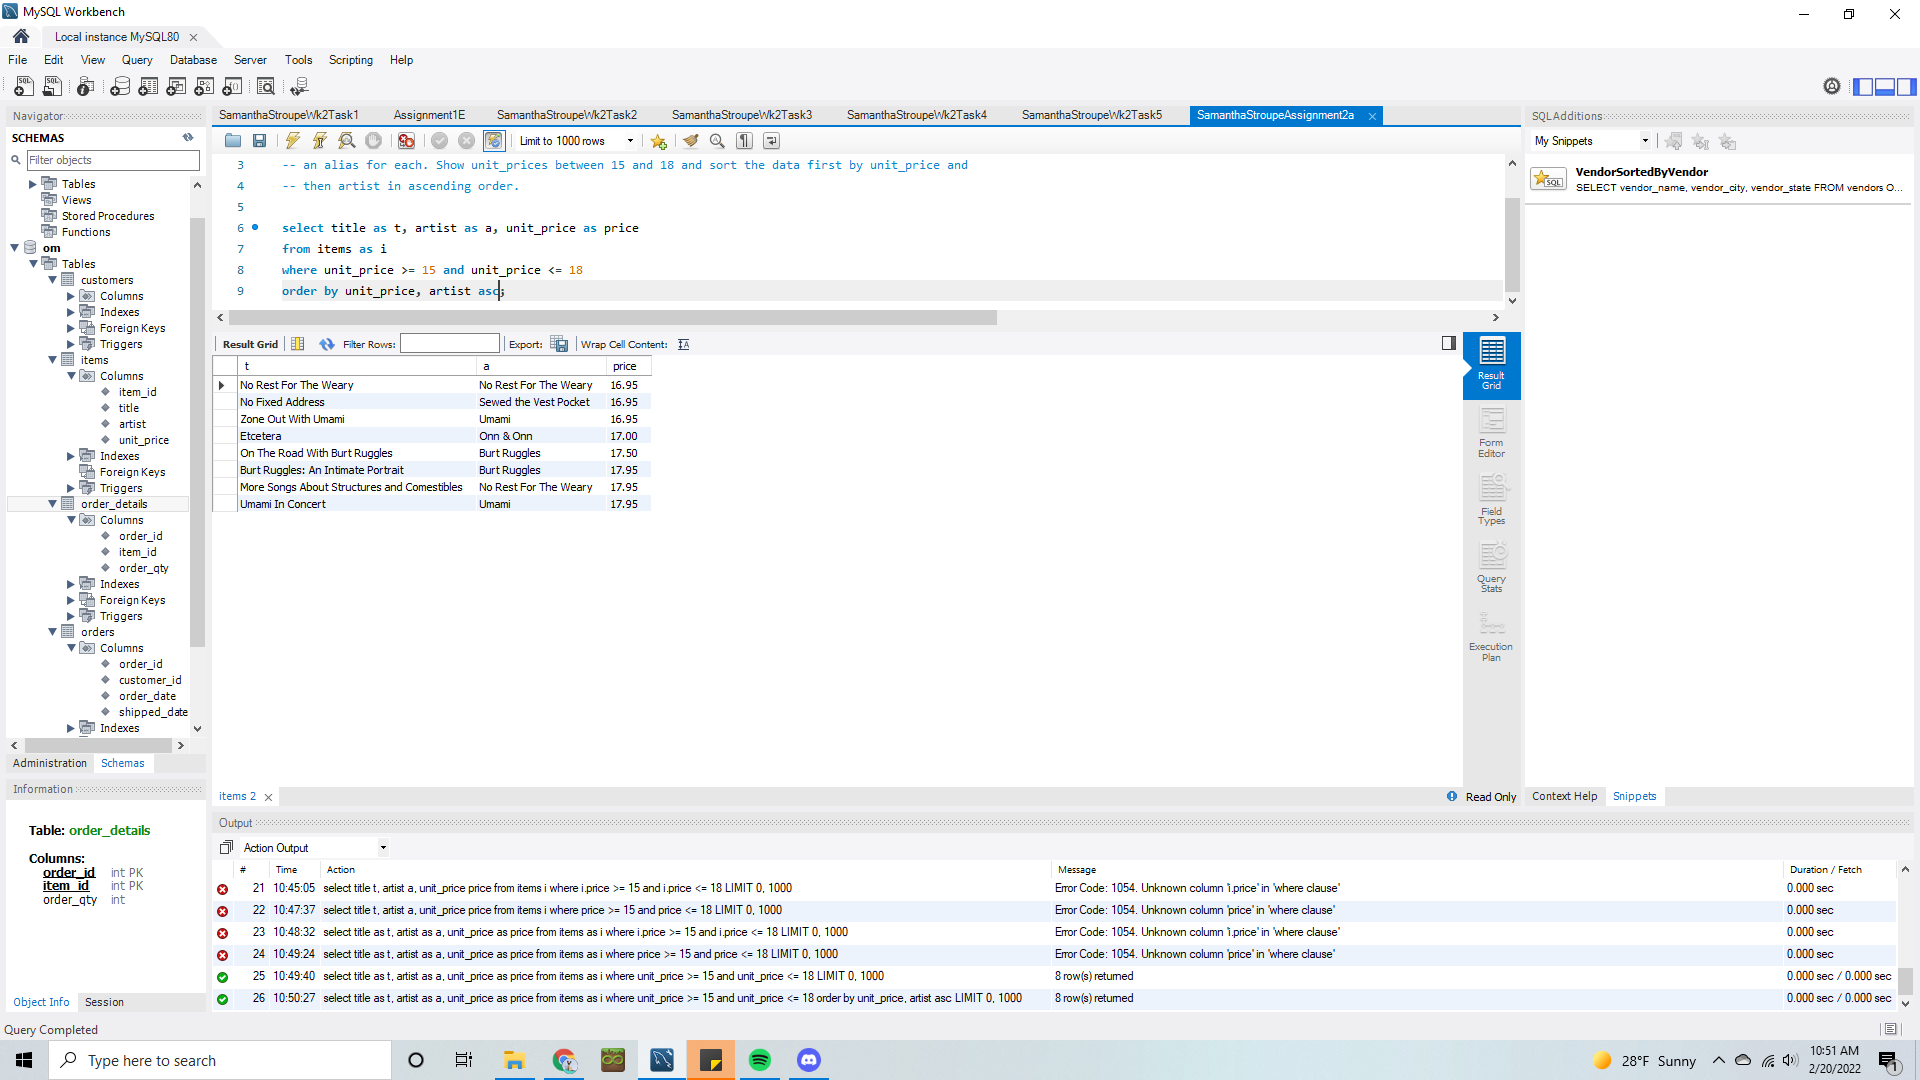 MySQL Workbench
Local instance MySQL80
File Edit View Query Database Server Tools Scripting Help
Navigator
SCHEMAS
Filter objects
Tables
Views
Stored Procedures
Functions
om
Tables
customers
Columns
Indexes
Foreign Keys
Triggers
items
Columns
item_id
title
artist
unit_price
Indexes
Foreign Keys
Triggers
order_details
Columns
order_id
item_id
order_qty
Indexes
Foreign Keys
Triggers
orders
Columns
order_id
customer_id
order_date
shipped_date
Indexes
Administration Schemas
Information
Table: order_details
Columns:
order_id int PK
item_id int PK
order_qty int
Object Info Session
Query Completed
SamanthaStroupeWk2Task1 Assignment1E SamanthaStroupeWk2Task2 SamanthaStroupeWk2Task3 SamanthaStroupeWk2Task4 SamanthaStroupeWk2Task5 SamanthaStroupeAssignment2a
Limit to 1000 rows
3 -- an alias for each. Show unit_prices between 15 and 18 and sort the data first by unit_price and
4 -- then artist in ascending order.
5
6 select title as t, artist as a, unit_price as price
7 from items as i
8 where unit_price >= 15 and unit_price <= 18
9 order by unit_price, artist asc;
Result Grid Filter Rows: Export: Wrap Cell Content:
t a price
No Rest For The Weary No Rest For The Weary 16.95
No Fixed Address Sewed the Vest Pocket 16.95
Zone Out With Umami Umami 16.95
Etcetera Onn & Onn 17.00
On The Road With Burt Ruggles Burt Ruggles 17.50
Burt Ruggles: An Intimate Portrait Burt Ruggles 17.95
More Songs About Structures and Comestibles No Rest For The Weary 17.95
Umami In Concert Umami 17.95
Result
Grid
Form
Editor
Field
Types
Query
Stats
Execution
Plan
items 2
Read Only
SQLAdditions
My Snippets
SQL
VendorSortedByVendor
SELECT vendor_name, vendor_city, vendor_state FROM vendors O...
Context Help Snippets
Output
Action Output
# Time Action Message Duration / Fetch
21 10:45:05 select title t, artist a, unit_price price from items i where i.price >= 15 and i.price <= 18 LIMIT 0, 1000 Error Code: 1054. Unknown column 'i.price' in 'where clause' 0.000 sec
22 10:47:37 select title t, artist a, unit_price price from items i where price >= 15 and price <= 18 LIMIT 0, 1000 Error Code: 1054. Unknown column 'price' in 'where clause' 0.000 sec
23 10:48:32 select title as t, artist as a, unit_price as price from items as i where i.price >= 15 and i.price <= 18 LIMIT 0, 1000 Error Code: 1054. Unknown column 'i.price' in 'where clause' 0.000 sec
24 10:49:24 select title as t, artist as a, unit_price as price from items as i where price >= 15 and price <= 18 LIMIT 0, 1000 Error Code: 1054. Unknown column 'price' in 'where clause' 0.000 sec
25 10:49:40 select title as t, artist as a, unit_price as price from items as i where unit_price >= 15 and unit_price <= 18 LIMIT 0, 1000 8 row(s) returned 0.000 sec / 0.000 sec
26 10:50:27 select title as t, artist as a, unit_price as price from items as i where unit_price >= 15 and unit_price <= 18 order by unit_price, artist asc LIMIT 0, 1000 8 row(s) returned 0.000 sec / 0.000 sec
Type here to search
28°F Sunny
10:51 AM
2/20/2022
1